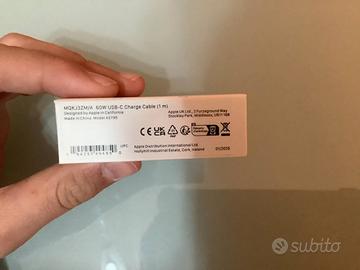 MQKJ3ZM/A 60W USB-C Charge Cable (1 m)
Designed by Apple in California
Made in China Model A2795
Apple UK Ltd., 2 Furzeground Way
Stockley Park, Middlesex, UB11 1BB
UPC
Apple Distribution International Ltd
Hollyhill Industrial Estate, Cork, Ireland
subito